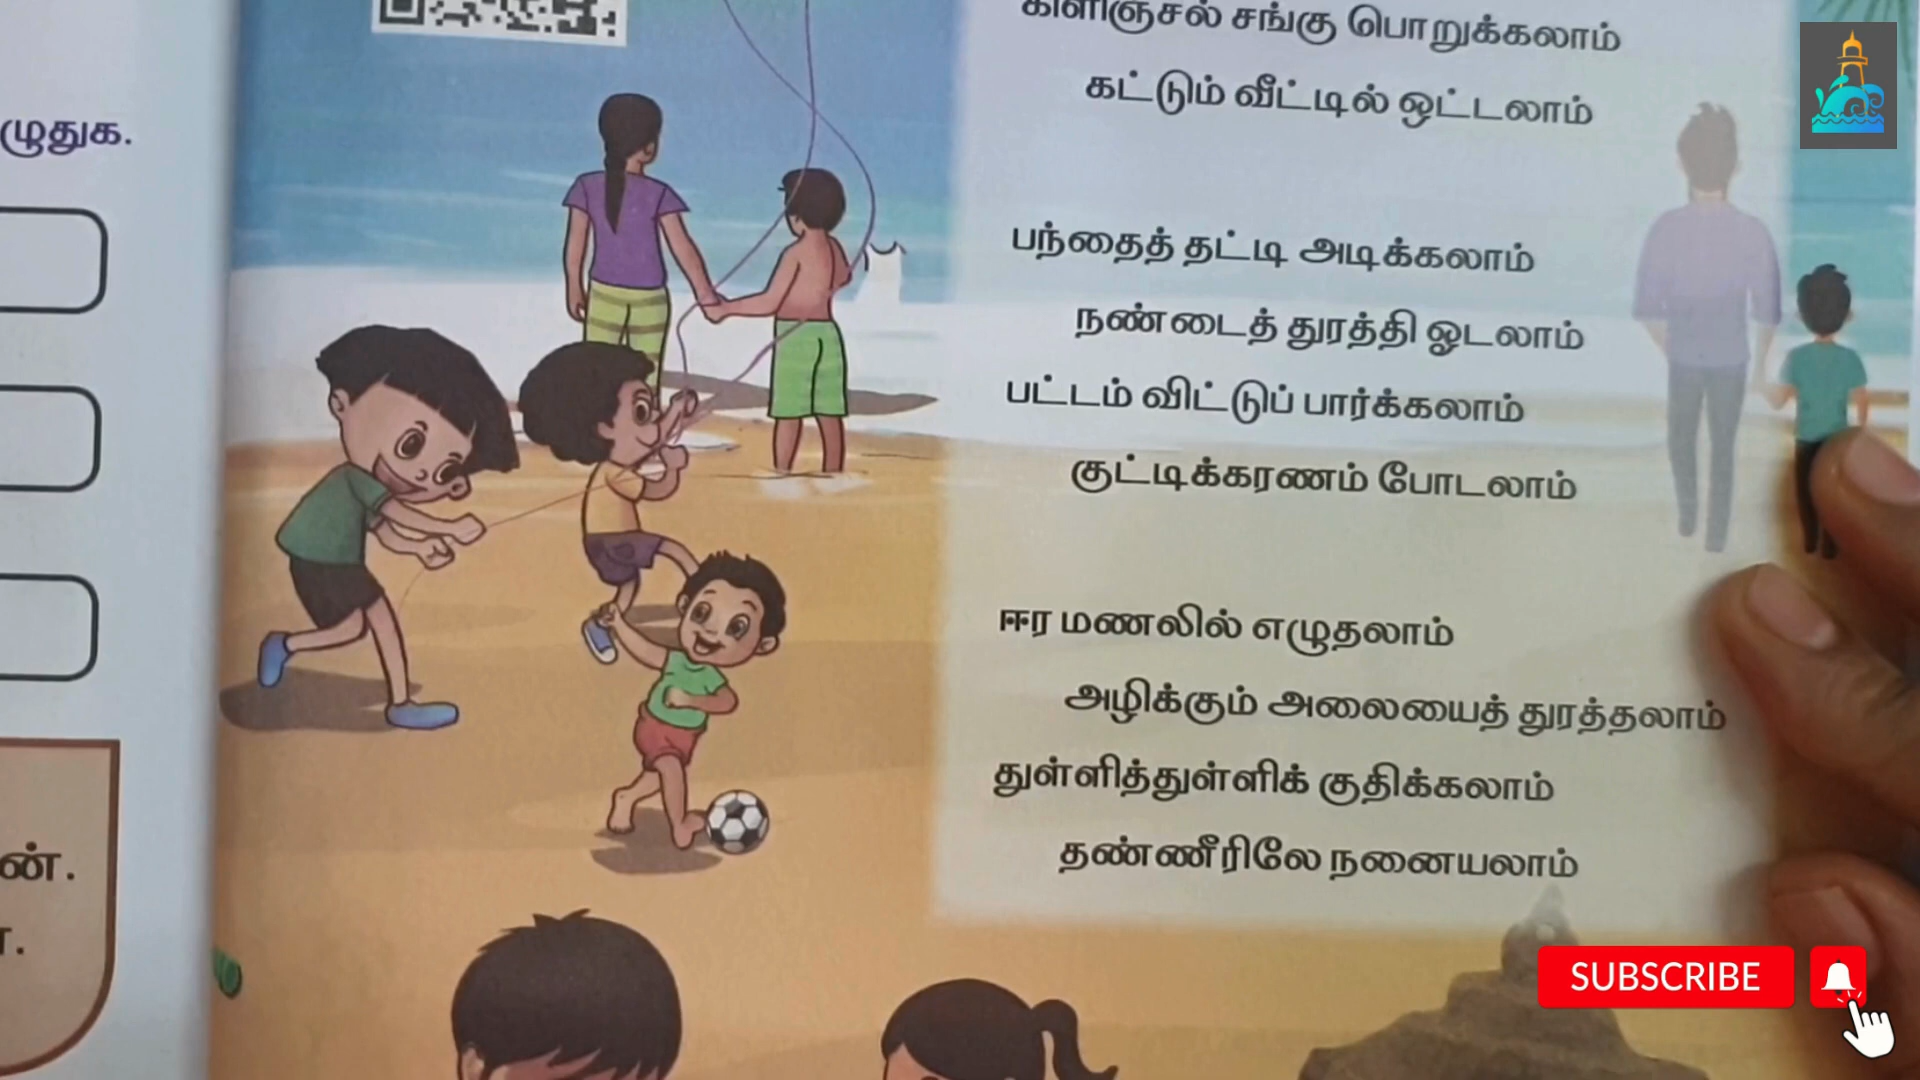 கிளிஞ்சல் சங்கு பொறுக்கலாம்
கட்டும் வீட்டில் ஒட்டலாம்
பந்தைத் தட்டி அடிக்கலாம்
நண்டைத் துரத்தி ஓடலாம்
பட்டம் விட்டுப் பார்க்கலாம்
குட்டிக்கரணம் போடலாம்
ஈர மணலில் எழுதலாம்
அழிக்கும் அலையைத் துரத்தலாம்
துள்ளித்துள்ளிக் குதிக்கலாம்
தண்ணீரிலே நனையலாம்
SUBSCRIBE